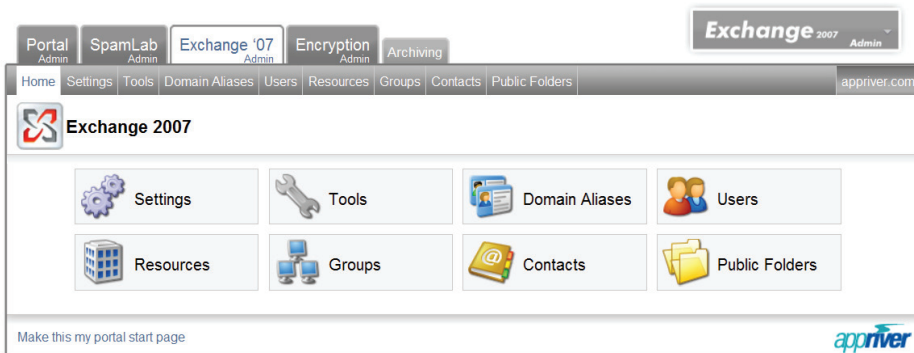 Exchange 2007 Admin
Portal Admin SpamLab Admin Exchange '07 Admin Encryption Admin Archiving
Home Settings Tools Domain Aliases Users Resources Groups Contacts Public Folders appriver.com
Exchange 2007
Settings Tools Domain Aliases Users
Resources Groups Contacts Public Folders
Make this my portal start page appriver